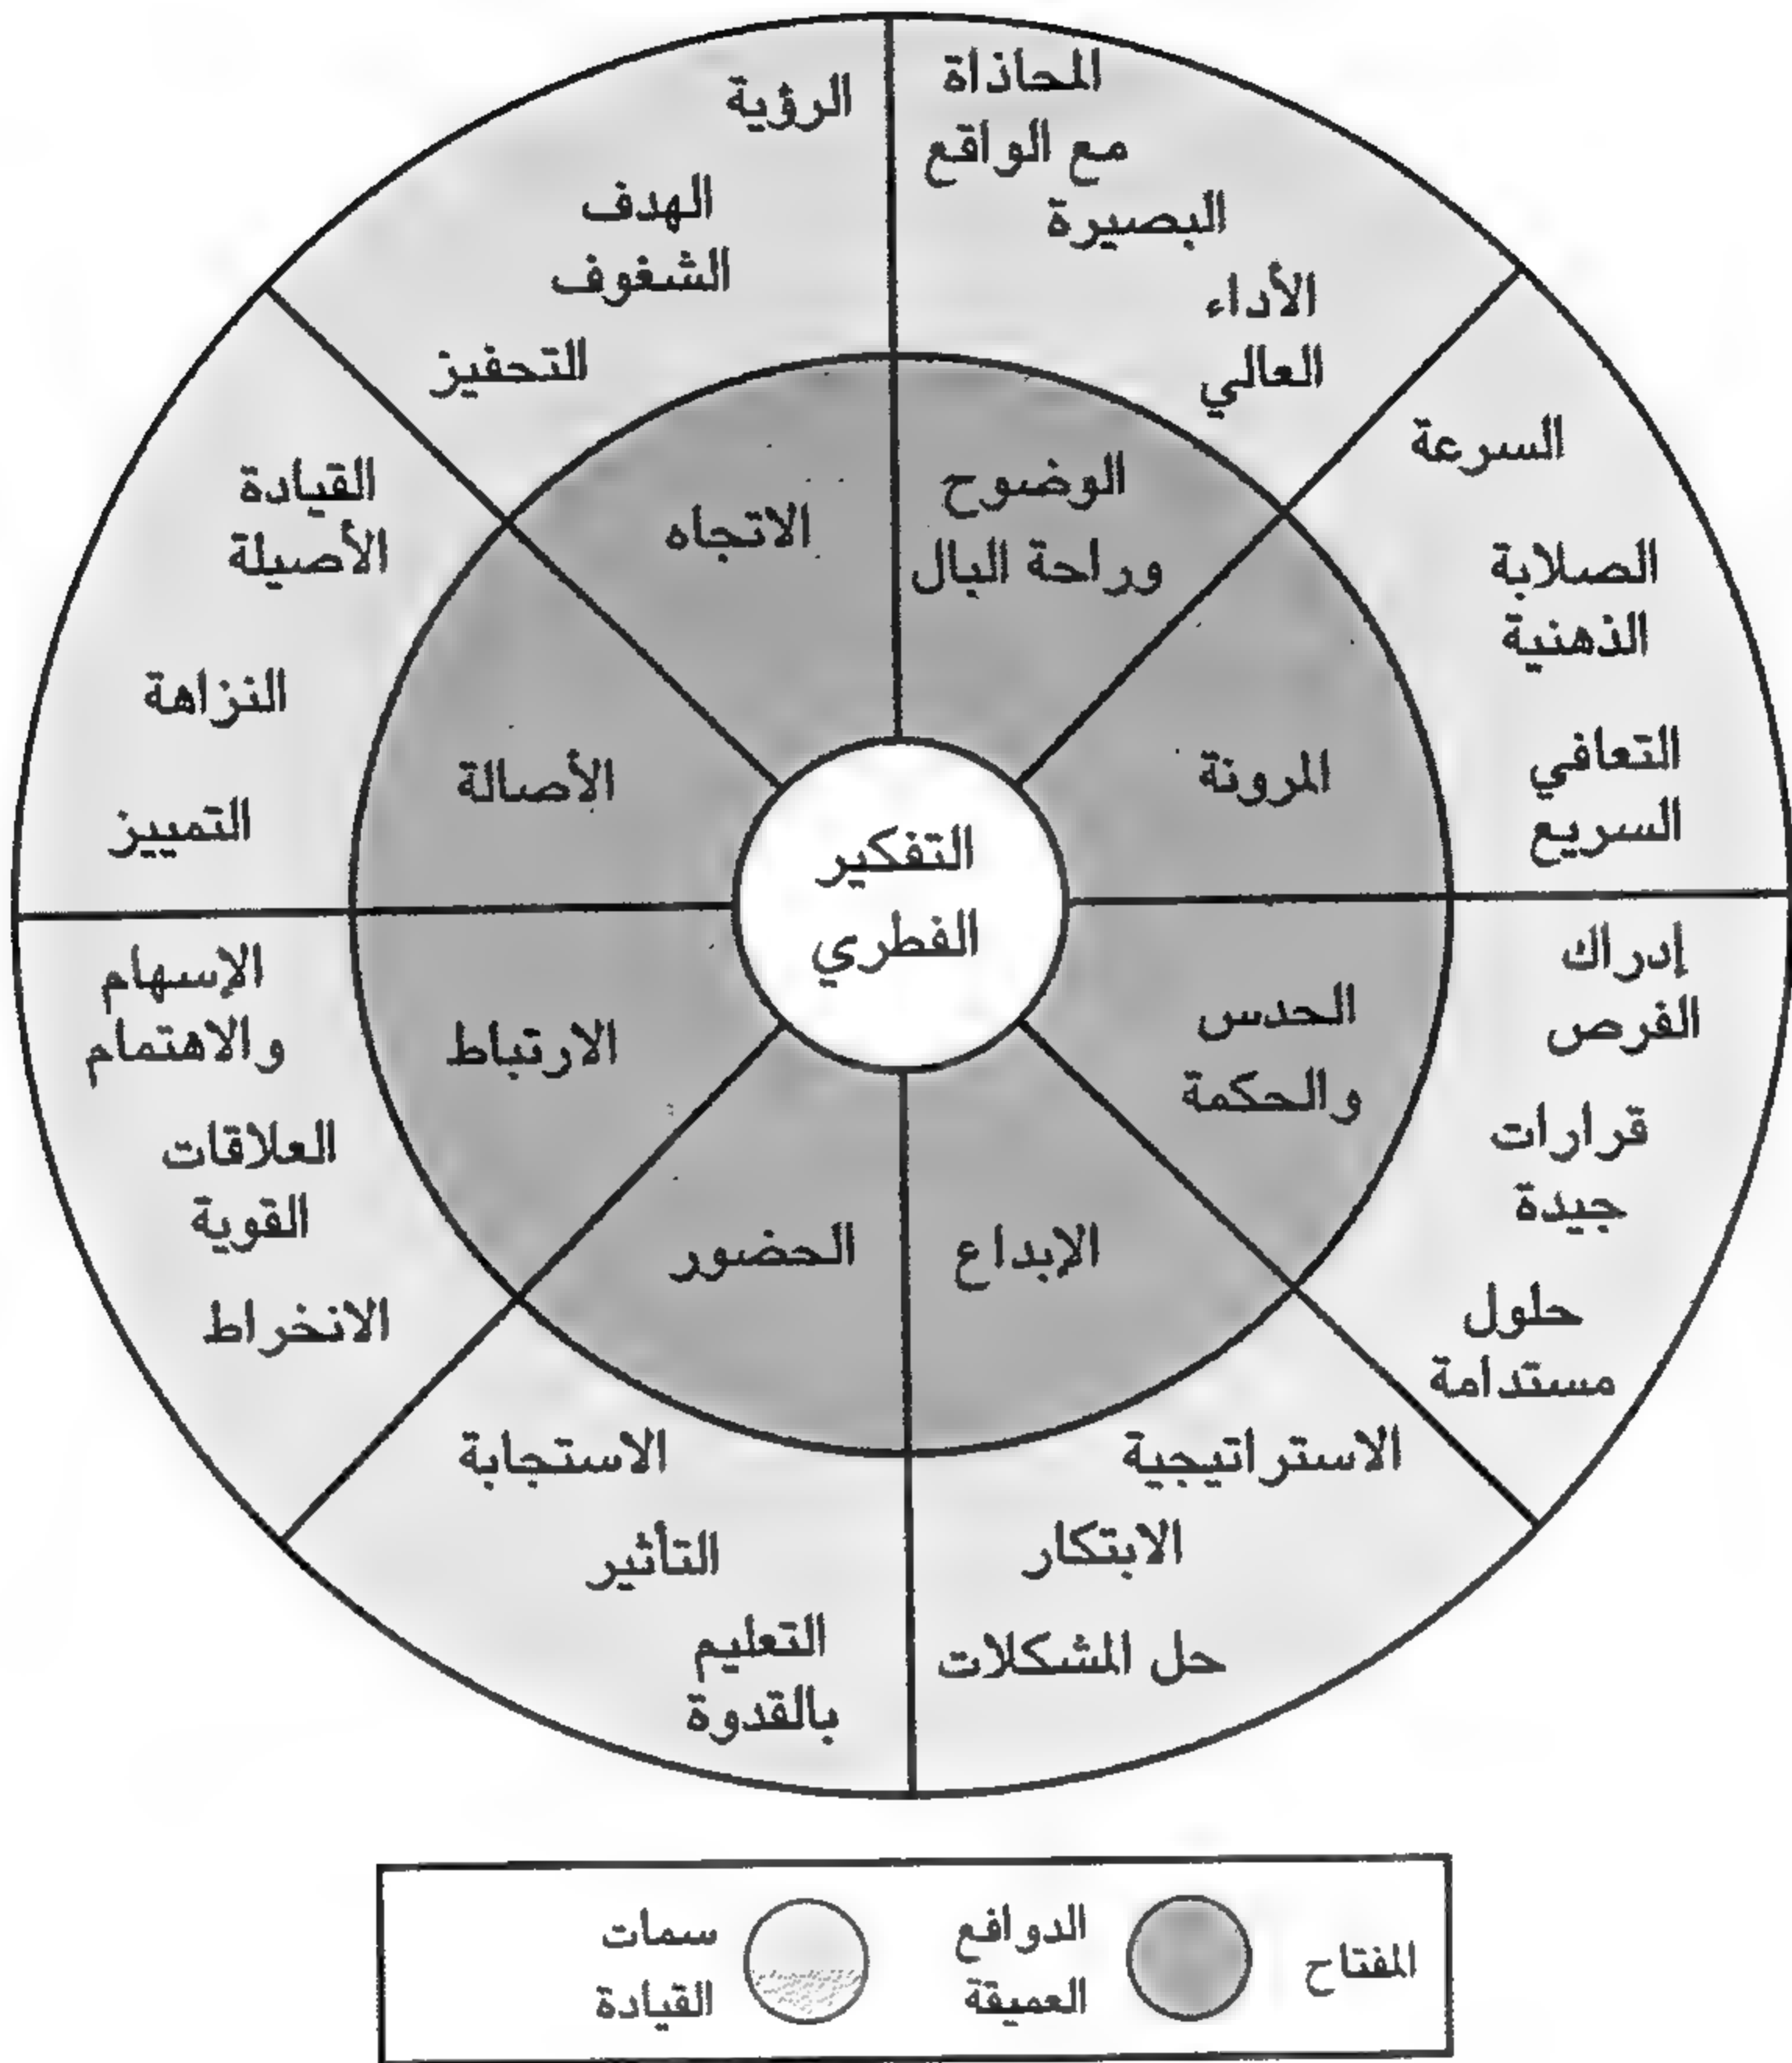 المحاذاة
مع الواقع
البصيرة
الأداء
العالي
السرعة
الصلابة
الذهنية
التعافي
السريع
إدراك
الفرص
قرارات
جيدة
حلول
مستدامة
الاستراتيجية
الابتكار
حل المشكلات
الاستجابة
التأثير
التعليم
بالقدوة
الإسهام
والاهتمام
العلاقات
القوية
الانخراط
القيادة
الأصيلة
النزاهة
التمييز
الرؤية
الهدف
الشغوف
التحفيز
الوضوح
وراحة البال
المرونة
الحدس
والحكمة
الإبداع
الحضور
الارتباط
الأصالة
الاتجاه
التفكير
الفطري
المفتاح
الدوافع
العميقة
سمات
القيادة